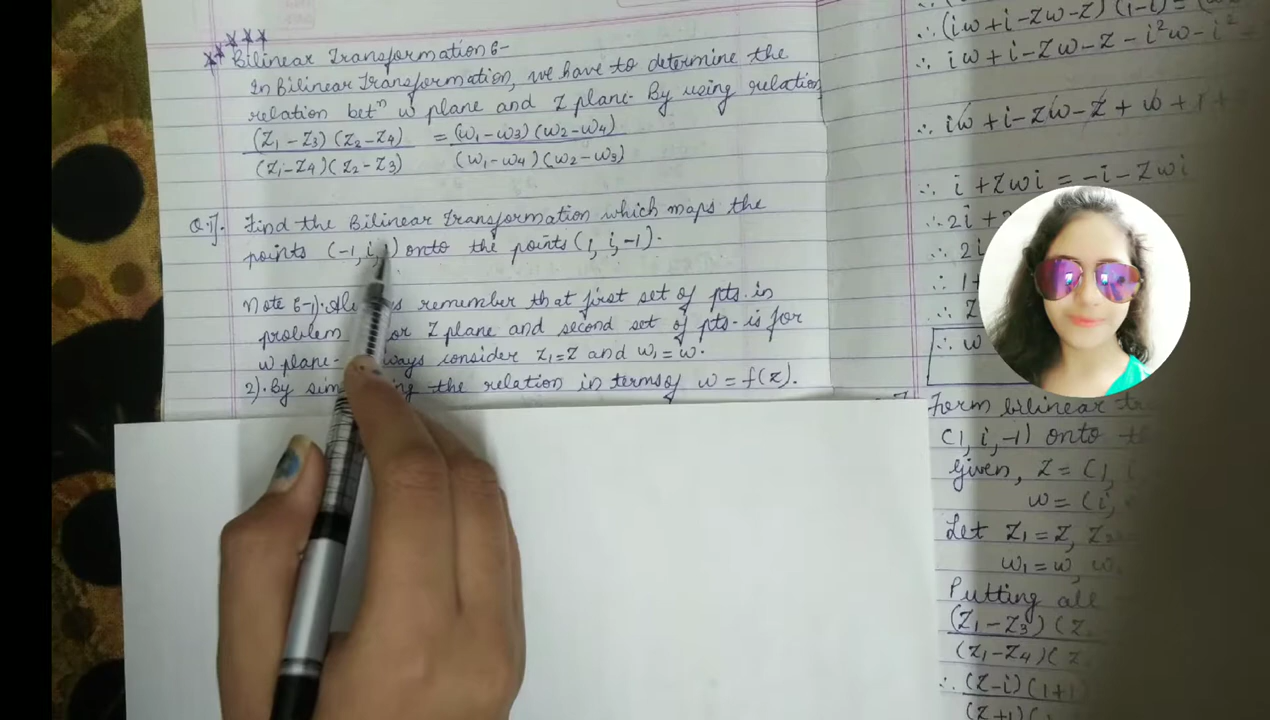 Bilinear Transformation :-
In Bilinear Transformation, we have to determine the
relation betⁿ w plane and z plane. By using relation
(Z₁-Z₃)(Z₂-Z₄) = (w₁-w₃)(w₂-w₄)
(Z₁-Z₄)(Z₂-Z₃) (w₁-w₄)(w₂-w₃)
Q.1]. Find the Bilinear Transformation which maps the
points (-1, i, 1) onto the points (1, i, -1).
Note :- 1). remember that first set of pts. in
problem Z plane and second set of pts. is for
w plane. consider Z₁=Z and w₁=w.
2). By the relation in terms of w = f(z).
∴ (iw+i-Zw-Z)(1-i) =
∴ iw+i-Zw-Z-i²w-i²
∴ iw+i-Zw-Z+w+
∴ i+Zwi = -i-Zwi
∴ 2i+
∴ 2i
∴ 1+
∴ Z
∴ w
Form bilinear
(1, i, -1) onto
Given, Z = (1,
w = (i,
Let Z₁ = Z,
w₁ = w,
Putting all
(Z₁-Z₃)(Z
(Z₁-Z₄)(Z
∴ (Z-i)(1+1)
(Z+1)(